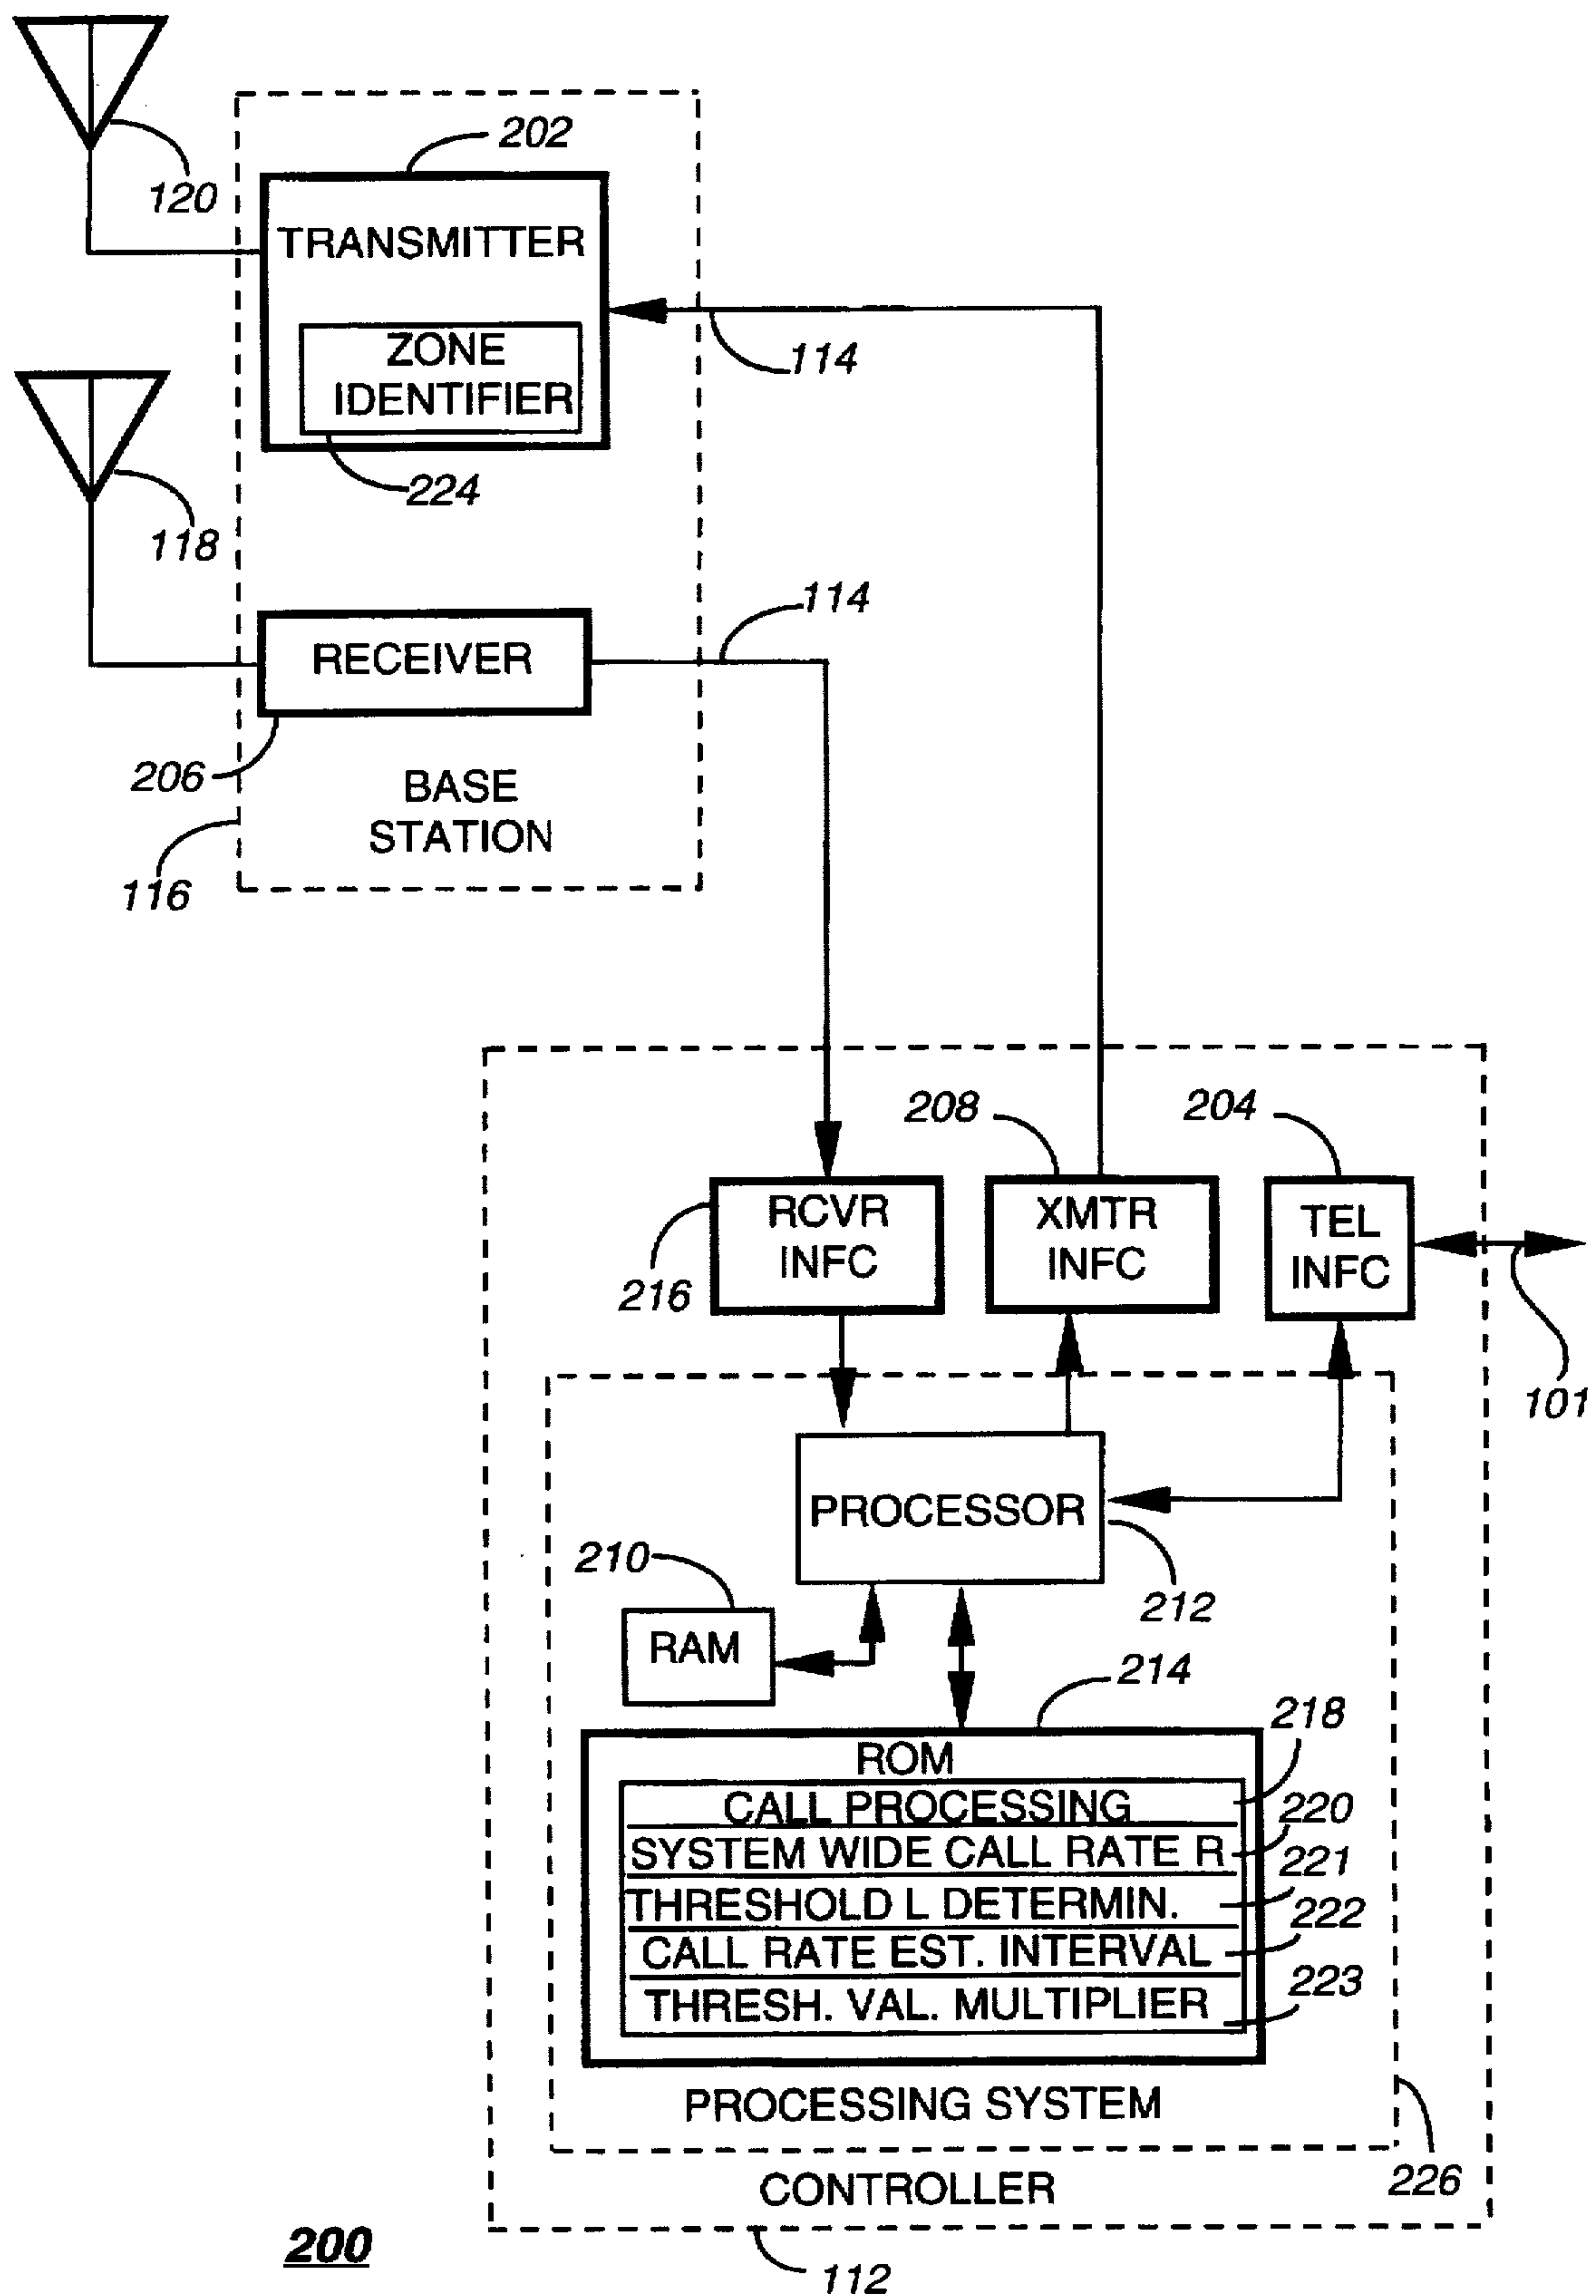 202
120
TRANSMITTER
114
ZONE
IDENTIFIER
224
118
114
RECEIVER
206
BASE
STATION
116
208
204
RCVR
INFC
XMTR
INFC
TEL
INFC
216
101
PROCESSOR
210
212
RAM
214
218
ROM
CALL PROCESSING
220
SYSTEM WIDE CALL RATE R
221
THRESHOLD L DETERMIN.
222
CALL RATE EST. INTERVAL
223
THRESH. VAL. MULTIPLIER
PROCESSING SYSTEM
226
CONTROLLER
200
112